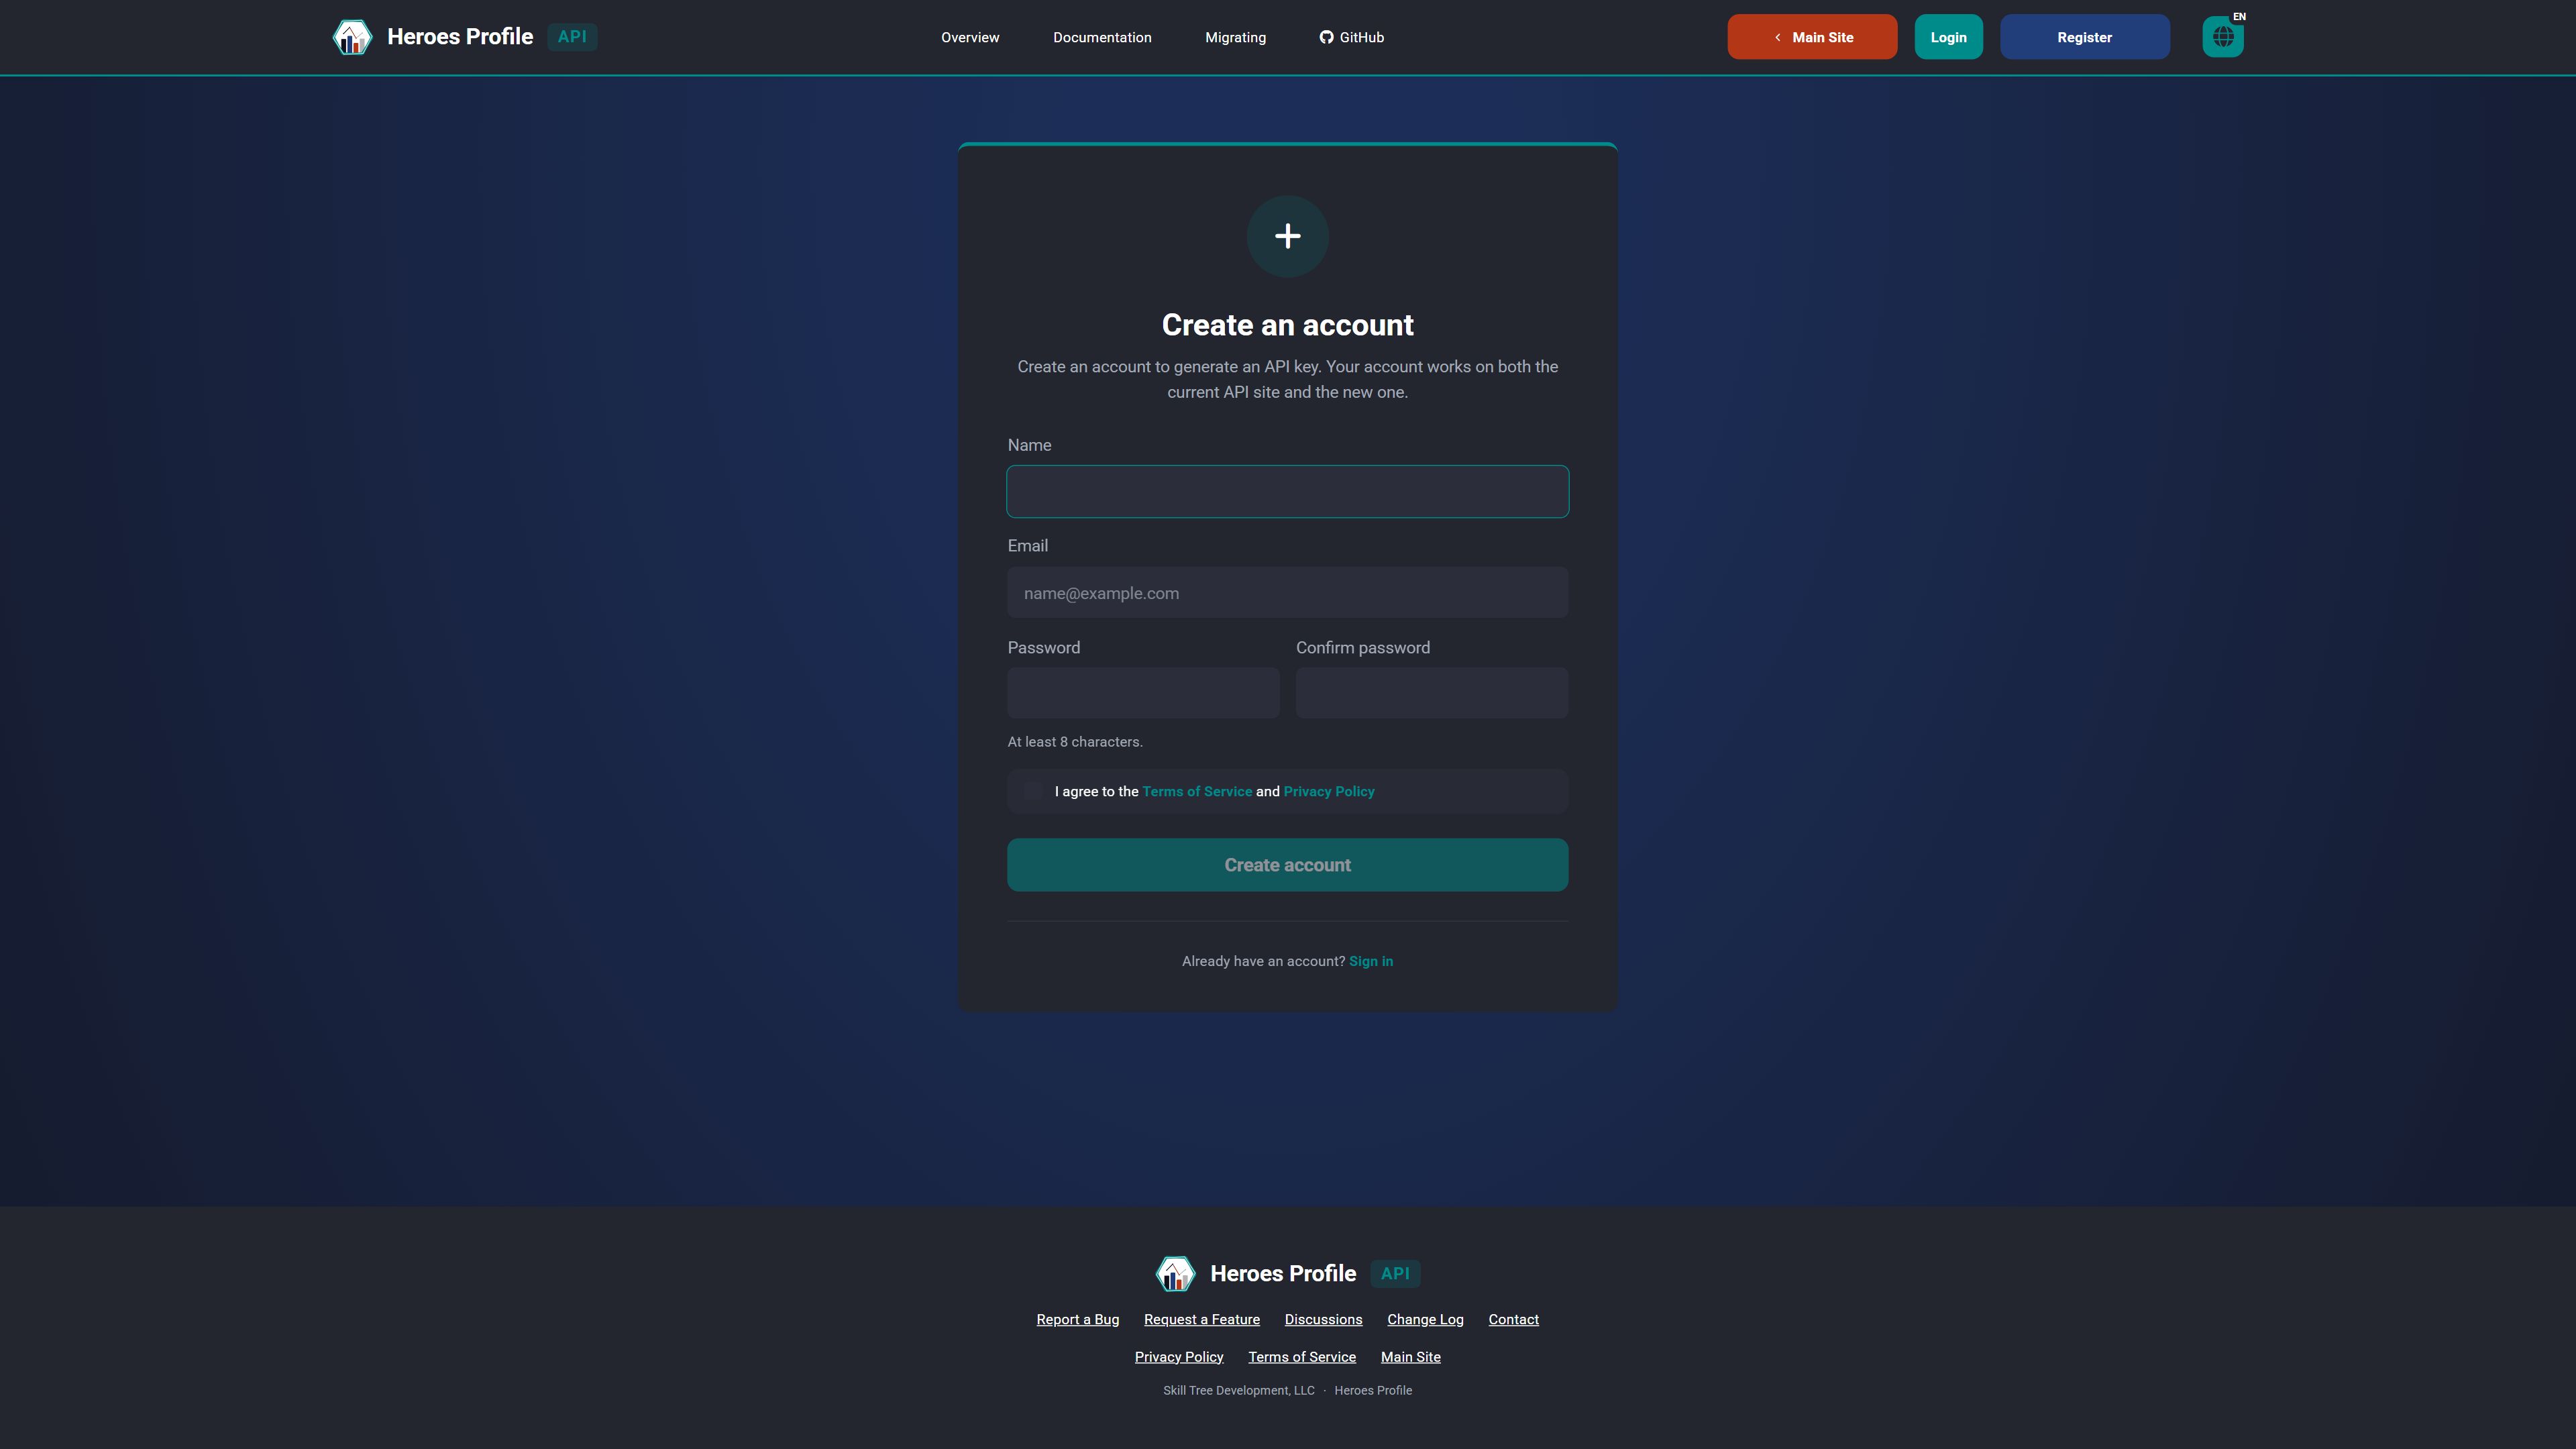 Heroes Profile API
Overview
Documentation
Migrating
GitHub
Main Site
Login
Register
EN
Create an account
Create an account to generate an API key. Your account works on both the
current API site and the new one.
Name
Email
name@example.com
Password
Confirm password
At least 8 characters.
I agree to the Terms of Service and Privacy Policy
Create account
Already have an account? Sign in
Heroes Profile API
Report a Bug
Request a Feature
Discussions
Change Log
Contact
Privacy Policy
Terms of Service
Main Site
Skill Tree Development, LLC · Heroes Profile